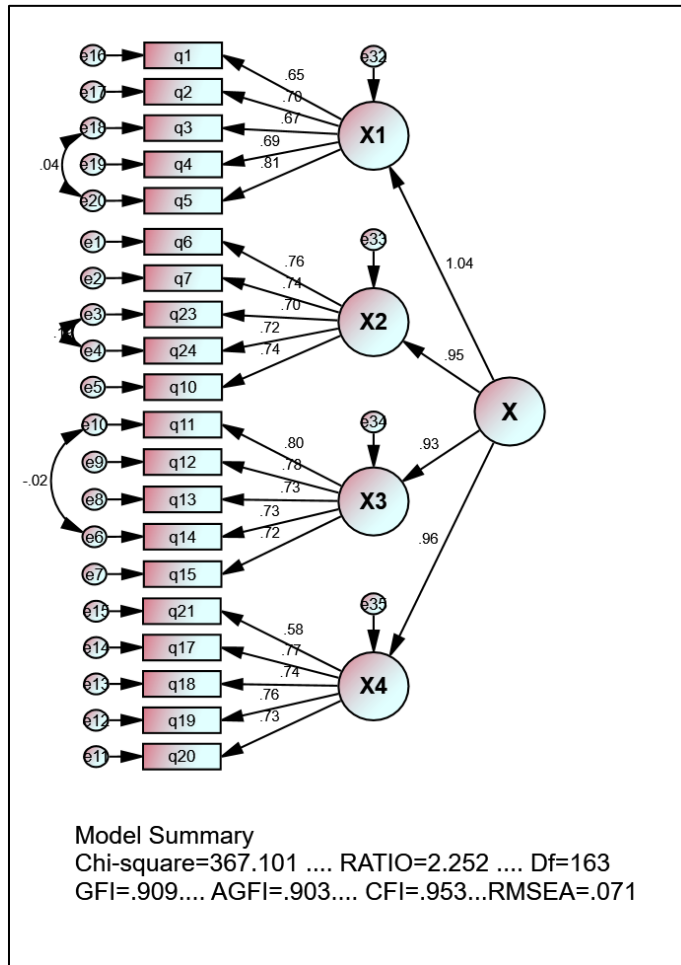 e16 q1 e32
.65
e17 q2 .70
e18 q3 .67 X1
.04 e19 q4 .69
.81
e20 q5
e1 q6 e33
1.04
.76
e2 q7 .74
e3 q23 .70 X2
e4 q24 .72 .95
.74
e5 q10
X
e10 q11 e34
.80 .93
e9 q12 .78
-.02 e8 q13 .73 X3
e6 q14 .73
.72 .96
e7 q15
e15 q21 e35
.58
e14 q17 .77
e13 q18 .74 X4
e12 q19 .76
.73
e11 q20
Model Summary
Chi-square=367.101 .... RATIO=2.252 .... Df=163
GFI=.909.... AGFI=.903.... CFI=.953...RMSEA=.071